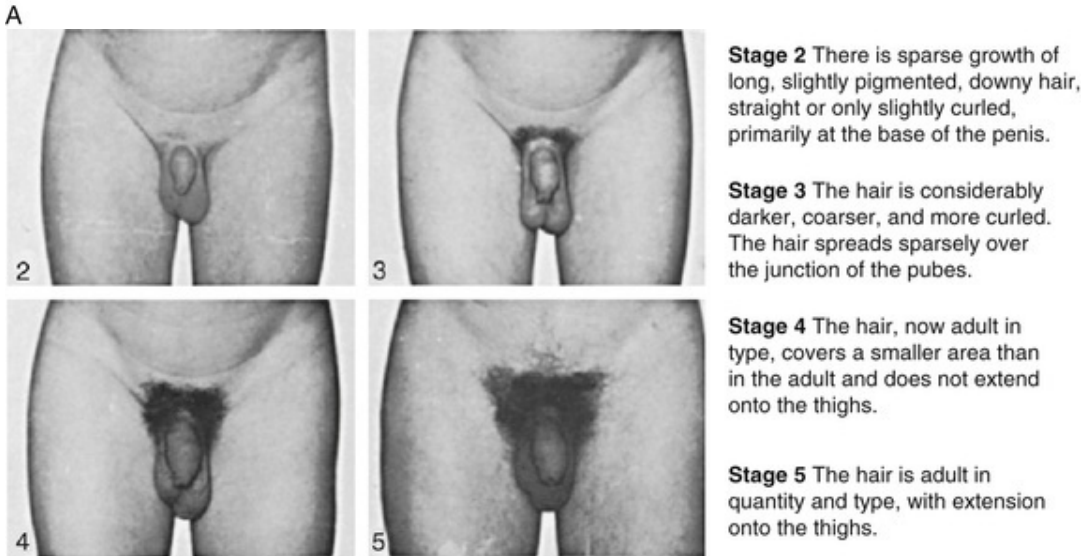 A
Stage 2 There is sparse growth of
long, slightly pigmented, downy hair,
straight or only slightly curled,
primarily at the base of the penis.
2
3
Stage 3 The hair is considerably
darker, coarser, and more curled.
The hair spreads sparsely over
the junction of the pubes.
Stage 4 The hair, now adult in
type, covers a smaller area than
in the adult and does not extend
onto the thighs.
4
5
Stage 5 The hair is adult in
quantity and type, with extension
onto the thighs.